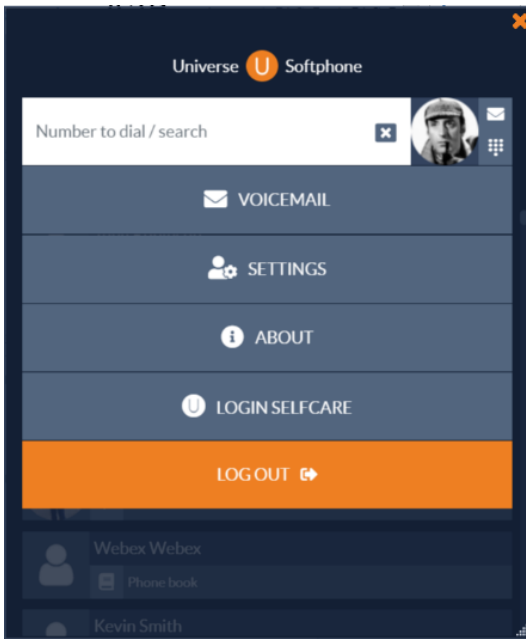 Universe U Softphone
Number to dial / search
VOICEMAIL
SETTINGS
ABOUT
LOGIN SELFCARE
LOG OUT
Webex Webex
Phone book
Kevin Smith